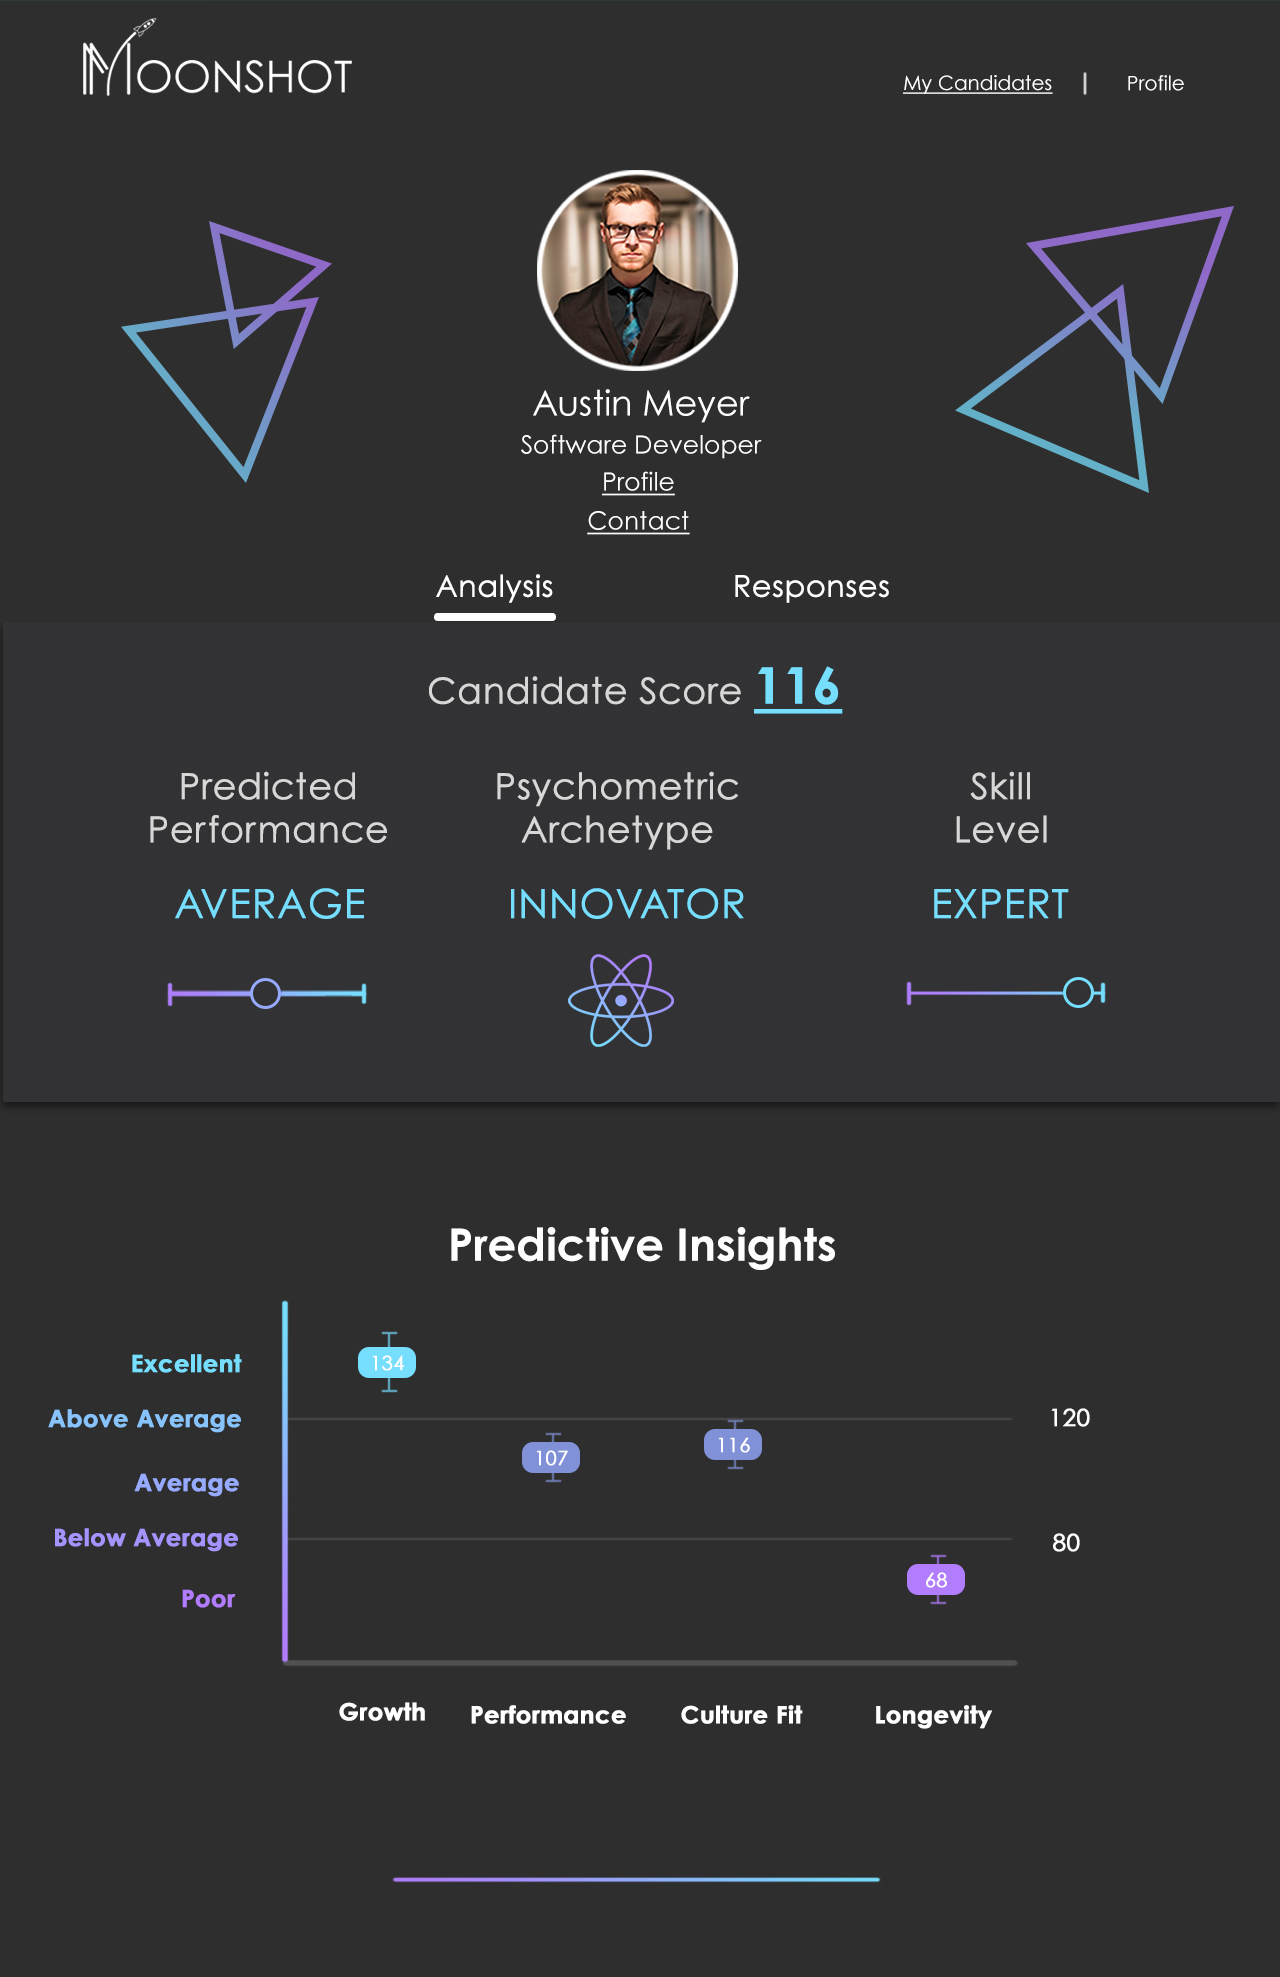 MOONSHOT
My Candidates | Profile
Austin Meyer
Software Developer
Profile
Contact
Analysis Responses
Candidate Score 116
Predicted Performance
Psychometric Archetype
Skill Level
AVERAGE INNOVATOR EXPERT
Predictive Insights
Excellent
134
Above Average
120
116
107
Average
Below Average
80
68
Poor
Growth Performance Culture Fit Longevity